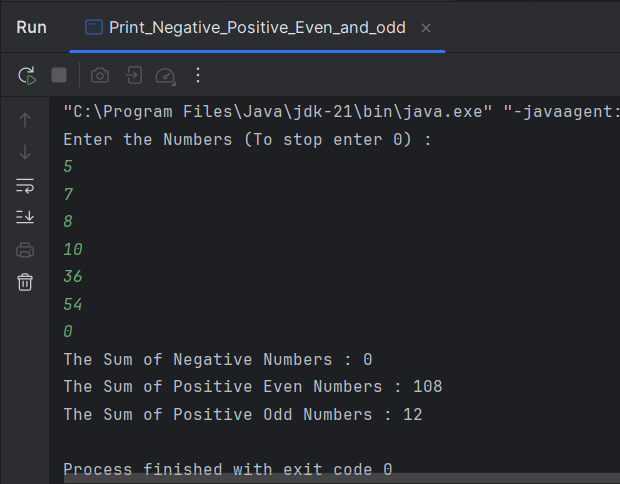 Run Print_Negative_Positive_Even_and_odd
"C:\Program Files\Java\jdk-21\bin\java.exe" "-javaagent:
Enter the Numbers (To stop enter 0) :
5
7
8
10
36
54
0
The Sum of Negative Numbers : 0
The Sum of Positive Even Numbers : 108
The Sum of Positive Odd Numbers : 12
Process finished with exit code 0